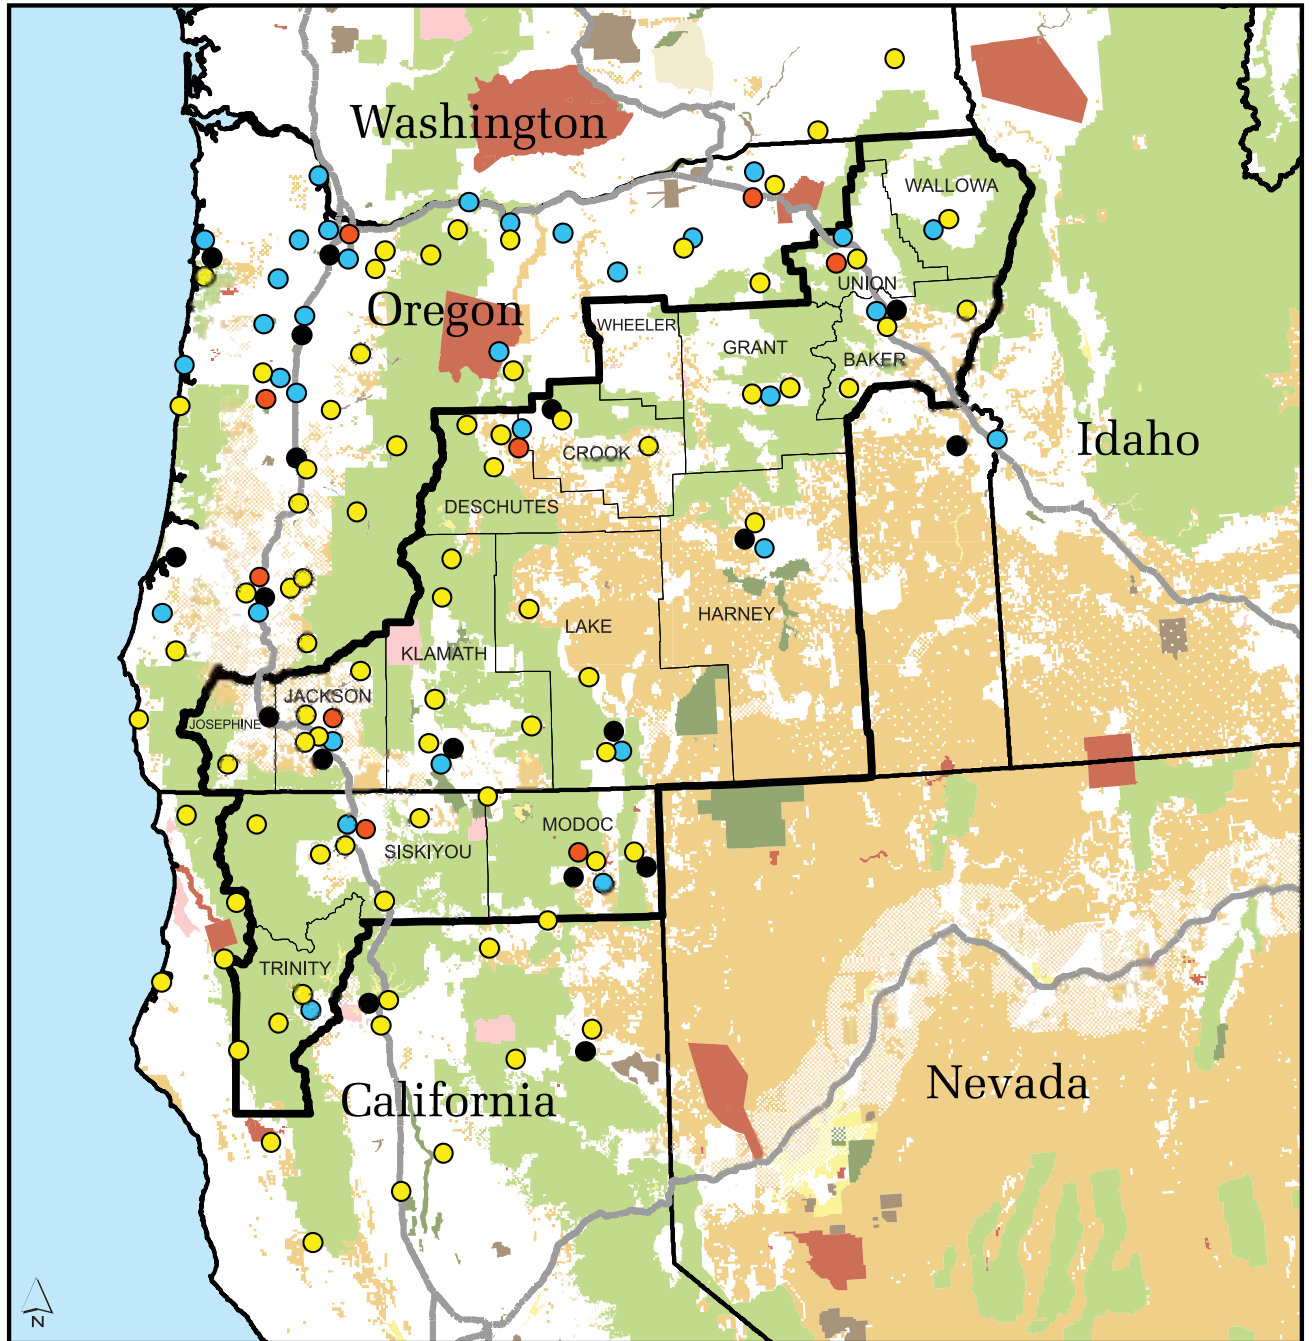 Washington
WALLOWA
UNION
Oregon
WHEELER
GRANT
BAKER
Idaho
CROOK
DESCHUTES
HARNEY
LAKE
KLAMATH
JACKSON
JOSEPHINE
MODOC
SISKIYOU
TRINITY
Nevada
California
N